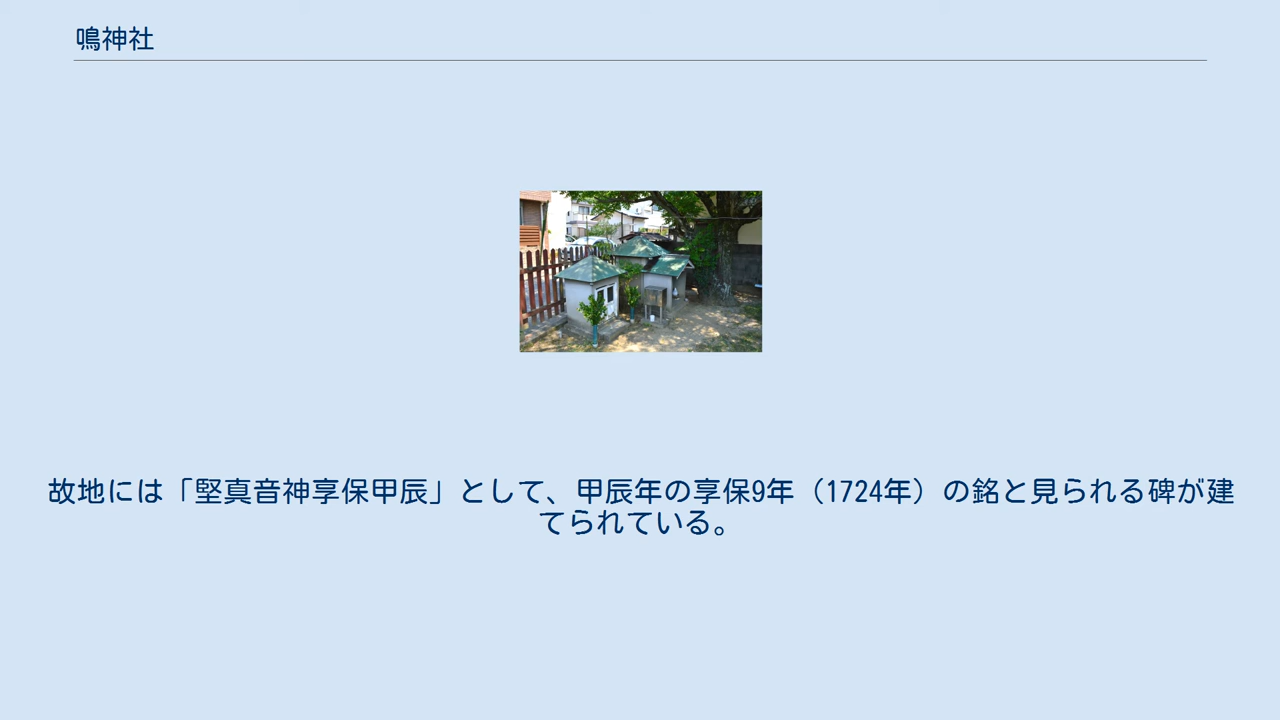 鳴神社
故地には「堅真音神享保甲辰」として、甲辰年の享保9年（1724年）の銘と見られる碑が建
てられている。